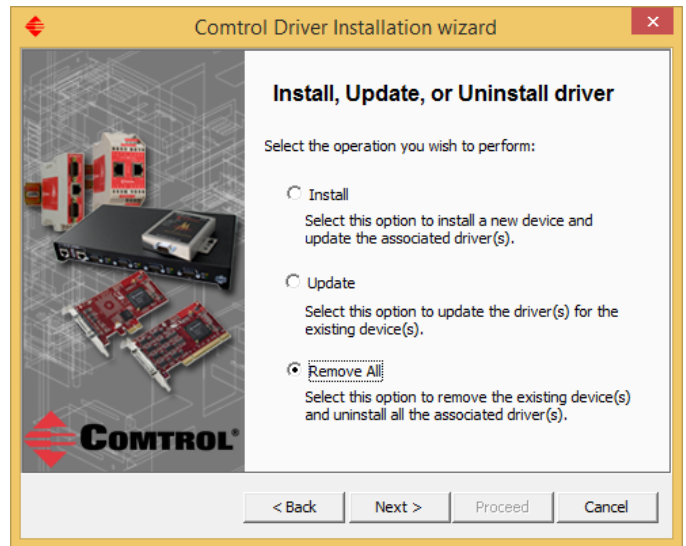 Comtrol Driver Installation wizard
Install, Update, or Uninstall driver
Select the operation you wish to perform:
Install
Select this option to install a new device and
update the associated driver(s).
Update
Select this option to update the driver(s) for the
existing device(s).
Remove All
Select this option to remove the existing device(s)
and uninstall all the associated driver(s).
COMTROL®
< Back Next > Proceed Cancel